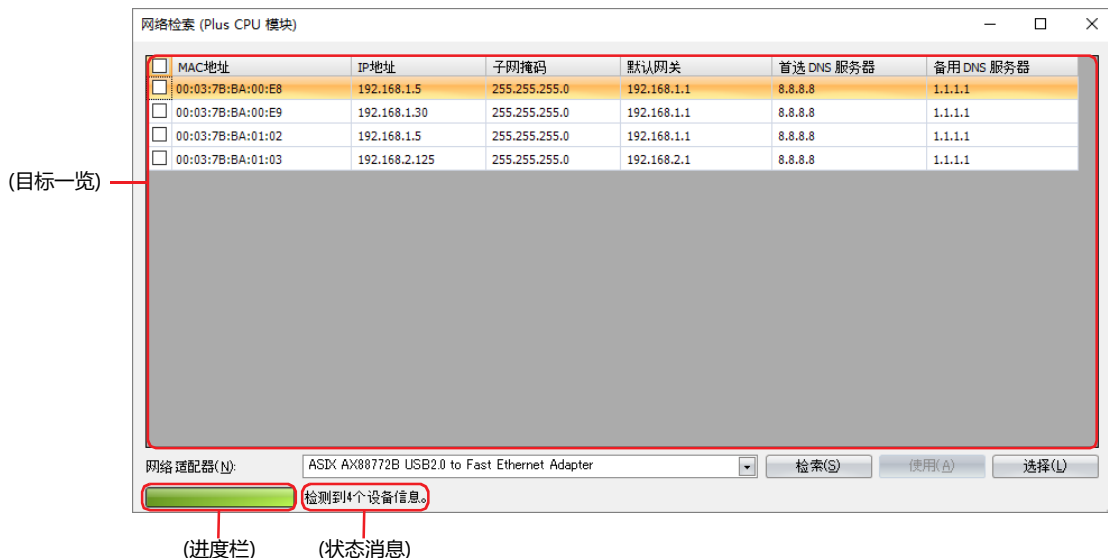 网络检索 (Plus CPU 模块)
MAC地址 IP地址 子网掩码 默认网关 首选 DNS 服务器 备用 DNS 服务器
00:03:7B:BA:00:E8 192.168.1.5 255.255.255.0 192.168.1.1 8.8.8.8 1.1.1.1
00:03:7B:BA:00:E9 192.168.1.30 255.255.255.0 192.168.1.1 8.8.8.8 1.1.1.1
00:03:7B:BA:01:02 192.168.1.5 255.255.255.0 192.168.1.1 8.8.8.8 1.1.1.1
00:03:7B:BA:01:03 192.168.2.125 255.255.255.0 192.168.2.1 8.8.8.8 1.1.1.1
(目标一览)
网络适配器(N): ASIX AX88772B USB2.0 to Fast Ethernet Adapter 检索(S) 使用(A) 选择(L)
检测到4个设备信息。
(进度栏) (状态消息)